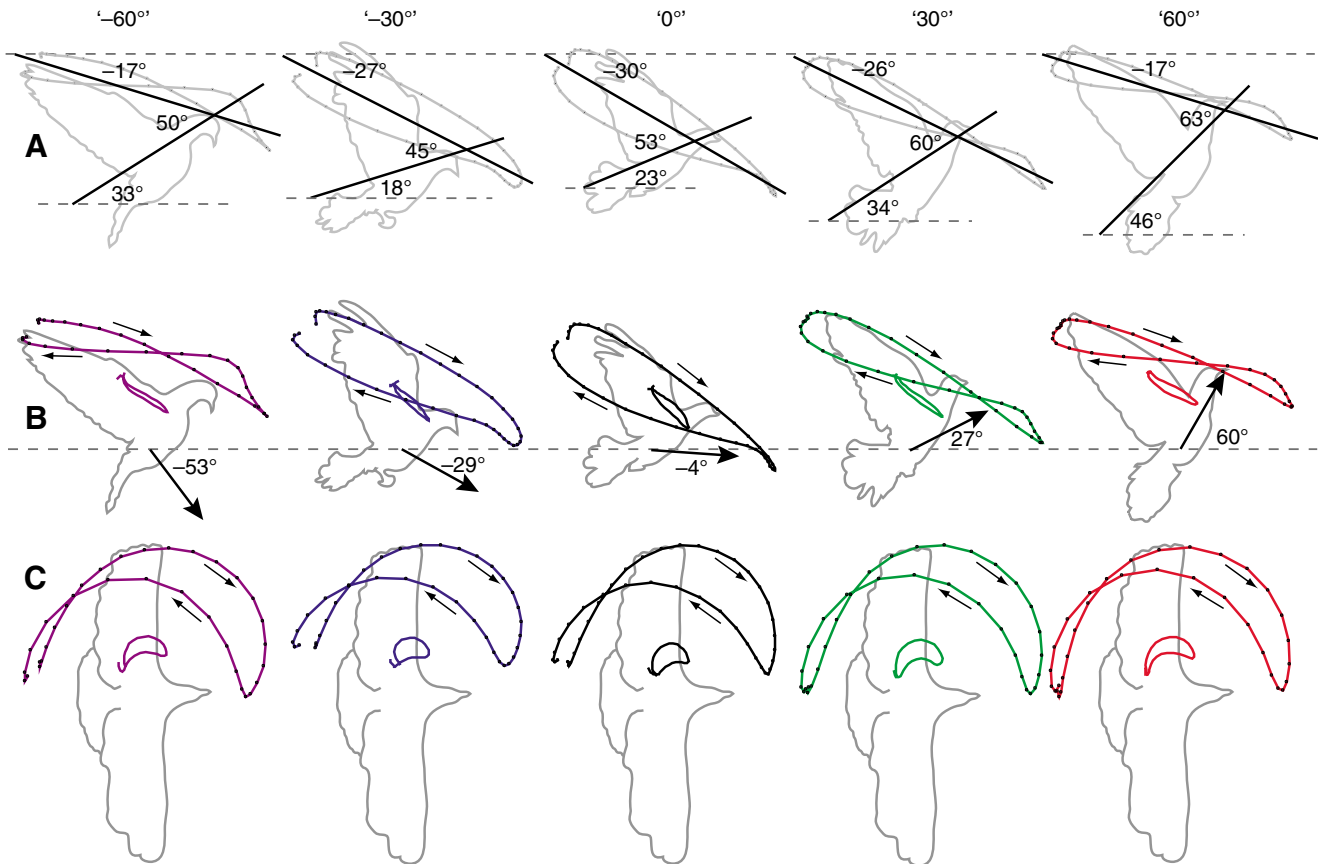 ‘–60°’ ‘–30°’ ‘0°’ ‘30°’ ‘60°’
A
–17° –27° –30° –26° –17°
50° 45° 53° 60° 63°
33° 18° 23° 34° 46°
B
–53° –29° –4° 27° 60°
C